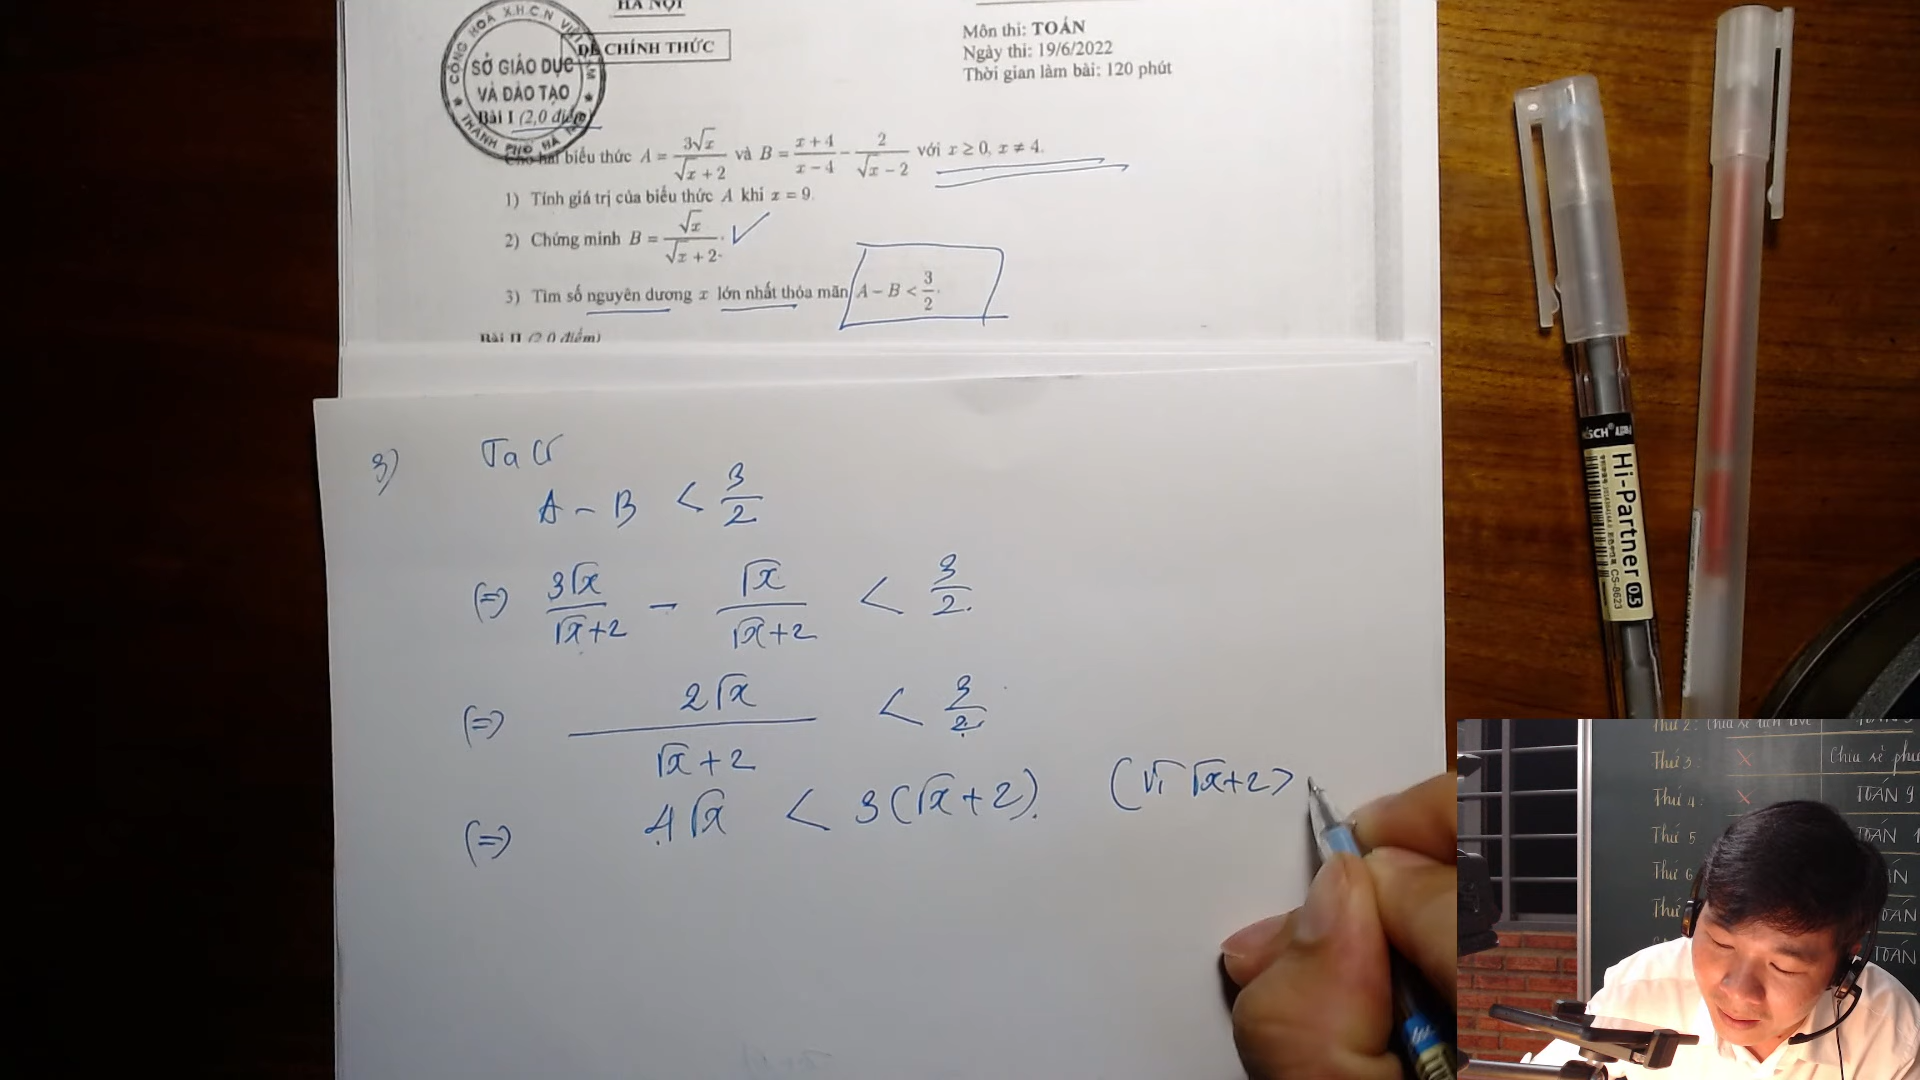 HÀ NỘI
ĐỀ CHÍNH THỨC
CỘNG HOÀ X.H.C.N VIỆT NAM
SỞ GIÁO DỤC
VÀ ĐÀO TẠO
THÀNH PHỐ HÀ NỘI
Môn thi: TOÁN
Ngày thi: 19/6/2022
Thời gian làm bài: 120 phút
Bài I (2,0 điểm)
Cho hai biểu thức A = 3√x / (√x + 2) và B = (x + 4)/(x − 4) − 2/(√x − 2) với x ≥ 0, x ≠ 4.
1) Tính giá trị của biểu thức A khi x = 9.
2) Chứng minh B = √x / (√x + 2).
3) Tìm số nguyên dương x lớn nhất thỏa mãn A − B < 3/2.
Bài II (2,0 điểm)
3) Ta có
A − B < 3/2
(=) 3√x / (√x+2) − √x / (√x+2) < 3/2
(=) 2√x / (√x+2) < 3/2
(=) 4√x < 3(√x+2) (vì √x+2>
Hi-Partner 0.5
CS-8623
Thứ 2: Chia sẻ
Thứ 3: X Chia sẻ
Thứ 4: X TOÁN 9
Thứ 5
Thứ 6
Thứ
TOÁN